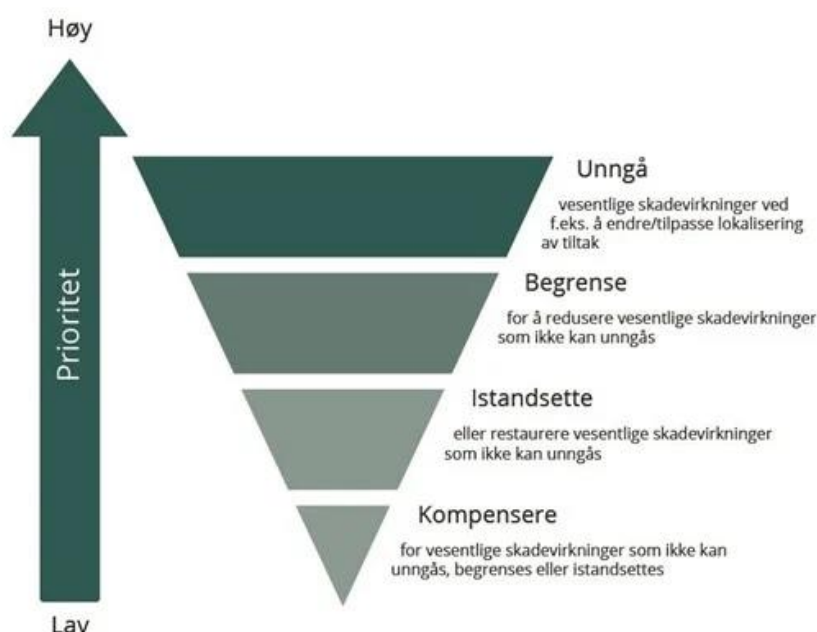 Høy
Prioritet
Unngå
vesentlige skadevirkninger ved
f.eks. å endre/tilpasse lokalisering
av tiltak
Begrense
for å redusere vesentlige skadevirkninger
som ikke kan unngås
Istandsette
eller restaurere vesentlige skadevirkninger
som ikke kan unngås
Kompensere
for vesentlige skadevirkninger som ikke kan
unngås, begrenses eller istandsettes
Lav